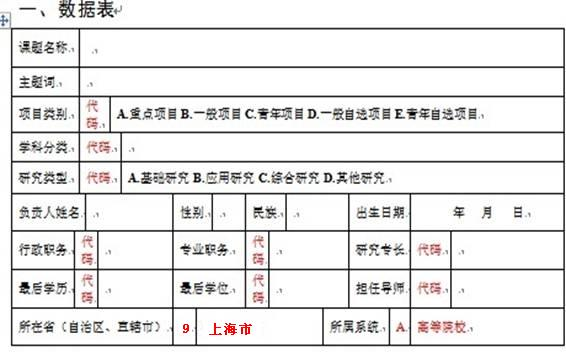 一、数据表
课题名称
主题词
项目类别 代码 A.重点项目B.一般项目C.青年项目D.一般自选项目E.青年自选项目
学科分类 代码
研究类型 代码 A.基础研究B.应用研究C.综合研究D.其他研究
负责人姓名 性别 民族 出生日期 年 月 日
行政职务 代码 专业职务 代码 研究专长 代码
最后学历 代码 最后学位 代码 担任导师 代码
所在省（自治区、直辖市） 9 上海市 所属系统 A 高等院校